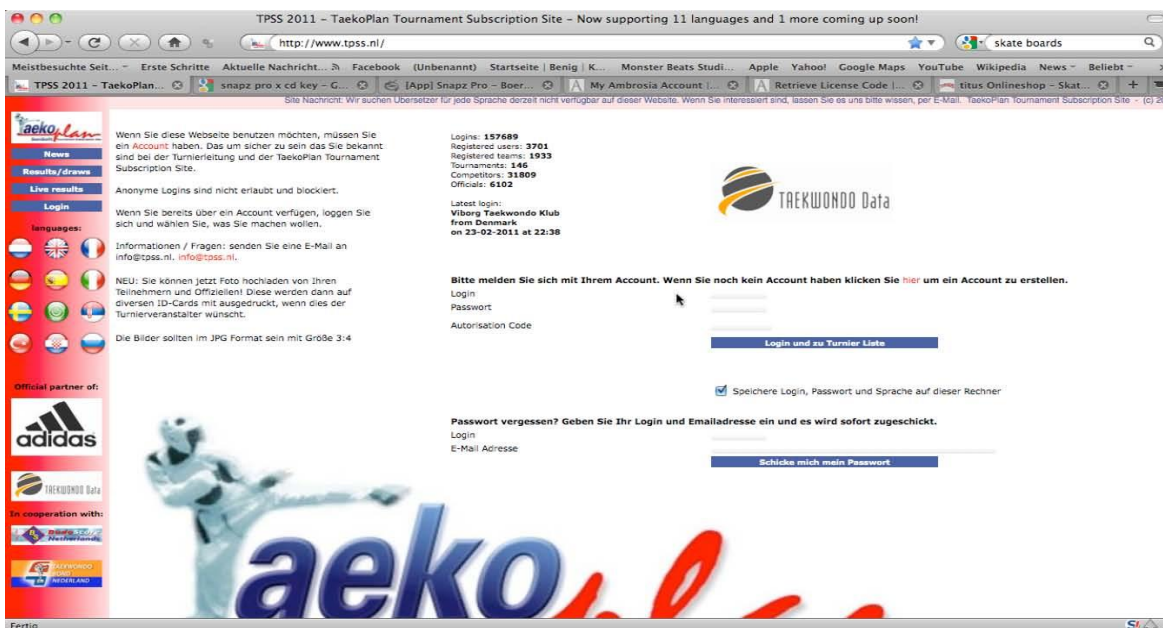 TPSS 2011 – TaekoPlan Tournament Subscription Site – Now supporting 11 languages and 1 more coming up soon!
http://www.tpss.nl/
skate boards
Meistbesuchte Seit... Erste Schritte Aktuelle Nachricht... Facebook (Unbenannt) Startseite | Benig | K... Monster Beats Studi... Apple Yahoo! Google Maps YouTube Wikipedia News Beliebt
TPSS 2011 – TaekoPlan... snapz pro x cd key – G... [App] Snapz Pro – Boer... My Ambrosia Account |... Retrieve License Code |... titus Onlineshop – Skat...
Site Nachricht: Wir suchen Übersetzer für jede Sprache derzeit nicht verfügbar auf dieser Website. Wenn Sie interessiert sind, lassen Sie es uns bitte wissen, per E-Mail. TaekoPlan Tournament Subscription Site - (c) 20
Taekoplan
News
Results/draws
Live results
Login
languages:
Official partner of:
adidas
TAEKWONDO Data
In cooperation with:
Netherlands
TAEKWONDO
BOND
NEDERLAND
Wenn Sie diese Webseite benutzen möchten, müssen Sie
ein Account haben. Das um sicher zu sein das Sie bekannt
sind bei der Turnierleitung und der TaekoPlan Tournament
Subscription Site.
Anonyme Logins sind nicht erlaubt und blockiert.
Wenn Sie bereits über ein Account verfügen, loggen Sie
sich und wählen Sie, was Sie machen wollen.
Informationen / Fragen: senden Sie eine E-Mail an
info@tpss.nl. info@tpss.nl.
NEU: Sie können jetzt Foto hochladen von Ihren
Teilnehmern und Offiziellen! Diese werden dann auf
diversen ID-Cards mit ausgedruckt, wenn dies der
Turnierveranstalter wünscht.
Die Bilder sollten im JPG Format sein mit Größe 3:4
Logins: 157689
Registered users: 3701
Registered teams: 1933
Tournaments: 146
Competitors: 31809
Officials: 6102
Latest login:
Viborg Taekwondo Klub
from Denmark
on 23-02-2011 at 22:38
TAEKWONDO Data
Bitte melden Sie sich mit Ihrem Account. Wenn Sie noch kein Account haben klicken Sie hier um ein Account zu erstellen.
Login
Passwort
Autorisation Code
Login und zu Turnier Liste
Speichere Login, Passwort und Sprache auf dieser Rechner
Passwort vergessen? Geben Sie Ihr Login und Emailadresse ein und es wird sofort zugeschickt.
Login
E-Mail Adresse
Schicke mich mein Passwort
Taekoplan
Fertig